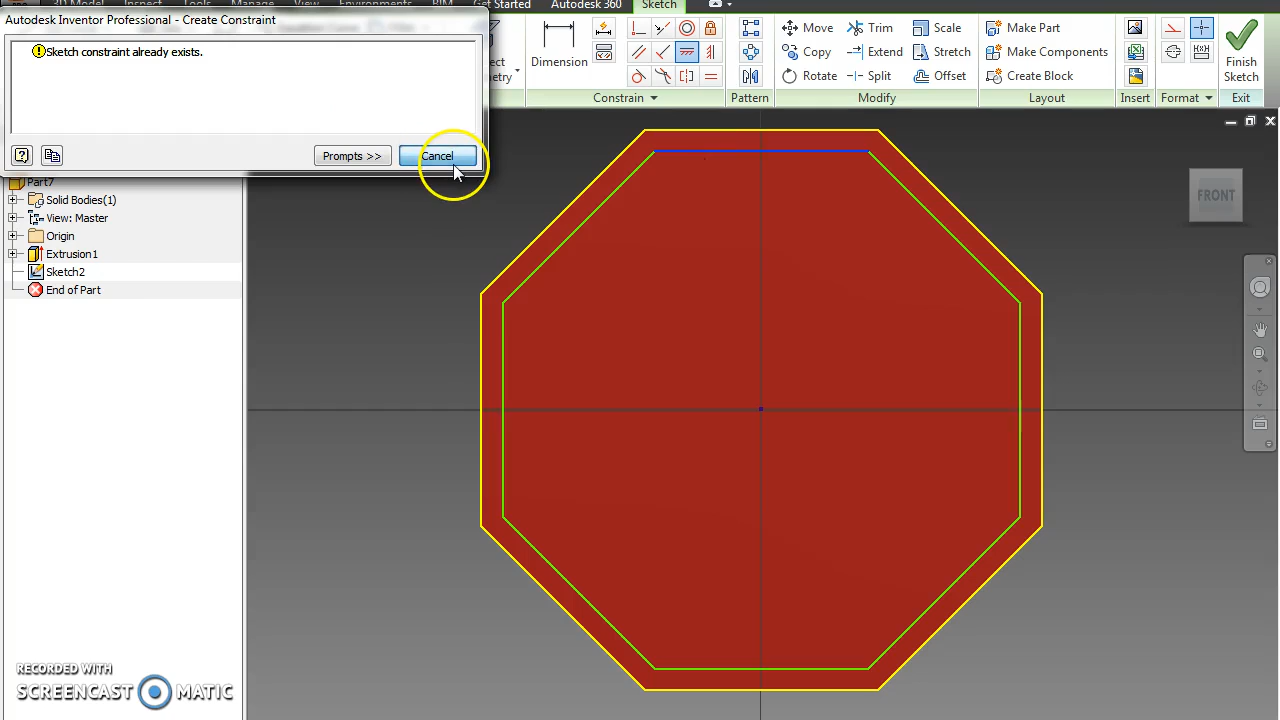 3D Model Inspect Tools Manage View Environments BIM Get Started Autodesk 360 Sketch
Autodesk Inventor Professional - Create Constraint
Sketch constraint already exists.
Prompts >>
Cancel
Dimension
Constrain
Pattern
Move
Trim
Scale
Copy
Extend
Stretch
Rotate
Split
Offset
Modify
Make Part
Make Components
Create Block
Layout
Insert
Format
Finish
Sketch
Exit
Part7
Solid Bodies(1)
View: Master
Origin
Extrusion1
Sketch2
End of Part
FRONT
RECORDED WITH
SCREENCAST MATIC